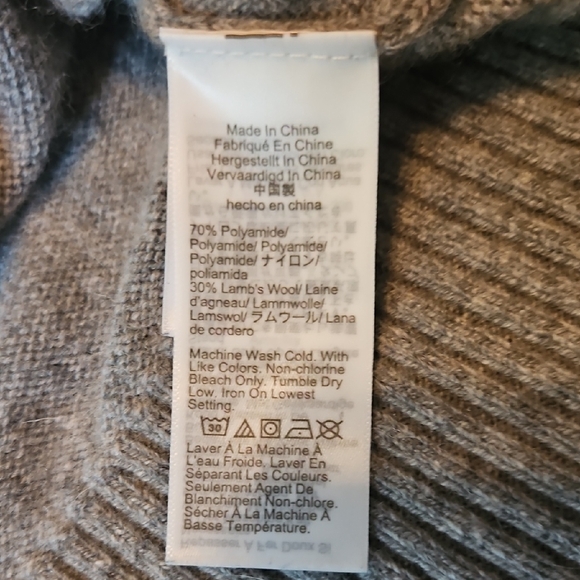 Made In China
Fabriqué En Chine
Hergestellt In China
Vervaardigd In China
中国製
hecho en china
70% Polyamide/
Polyamide/ Polyamide/
Polyamide/ ナイロン/
poliamida
30% Lamb's Wool/ Laine
d'agneau/ Lammwolle/
Lamswol/ ラムウール/ Lana
de cordero
Machine Wash Cold. With
Like Colors. Non-chlorine
Bleach Only. Tumble Dry
Low. Iron On Lowest
Setting.
30
Laver À La Machine À
L'eau Froide. Laver En
Séparant Les Couleurs.
Seulement Agent De
Blanchiment Non-chlore.
Sécher À La Machine À
Basse Température.
Repasser À Fer Doux Si